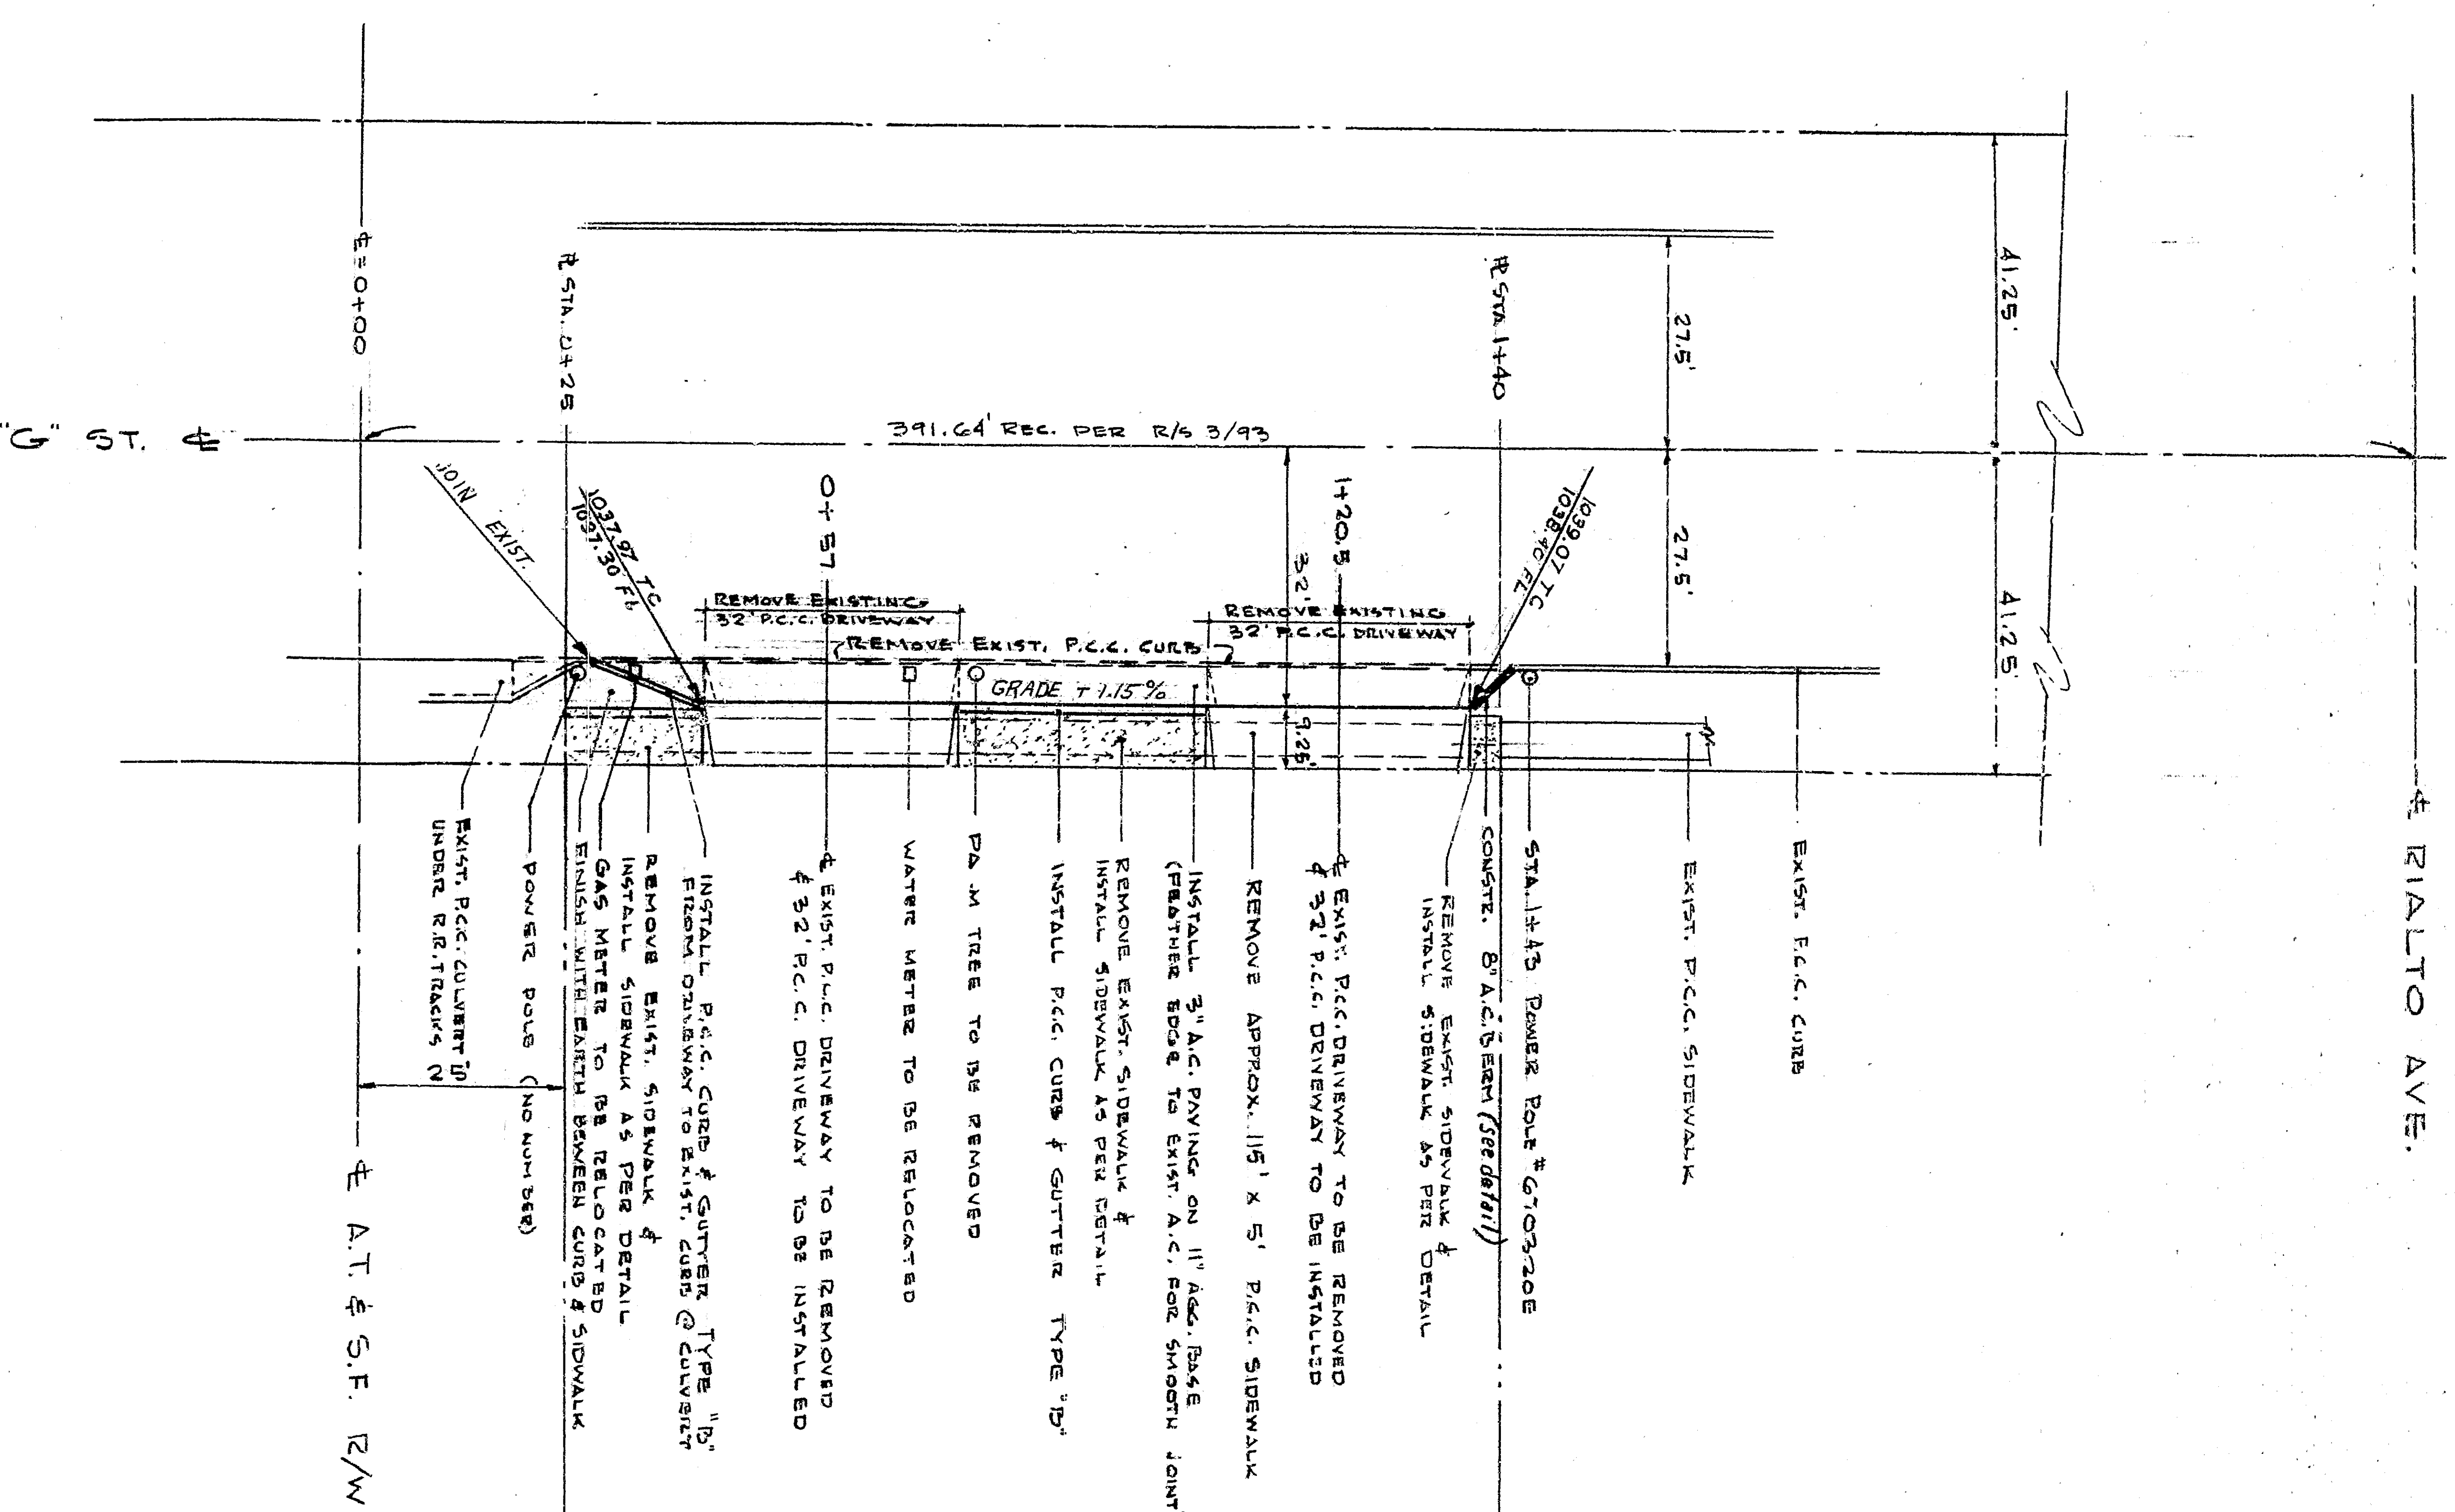 "G" ST. ℄
℄=0+00
℞ STA. 0+25
℞ STA 1+40
391.64' REC. PER R/S 3/93
27.5'
41.25'
27.5'
41.25'
JOIN EXIST.
1037.97 TC
1037.30 FL
0+57
1+20.5
32'
9.25'
1039.07 TC
1038.40 FL
REMOVE EXISTING
32' P.C.C. DRIVEWAY
REMOVE EXISTING
32' P.C.C. DRIVEWAY
REMOVE EXIST. P.C.C. CURB
GRADE + 1.15%
EXIST. P.C.C. CULVERT
UNDER R.R. TRACKS
25'
POWER POLE (NO NUMBER)
FINISH WITH EARTH BEWEEN CURB & SIDWALK
GAS METER TO BE RELOCATED
REMOVE EXIST. SIDEWALK &
INSTALL SIDEWALK AS PER DETAIL
INSTALL P.C.C. CURB & GUTTER TYPE "B"
FROM DRIVEWAY TO EXIST. CURB @ CULVERT
℄ EXIST. P.C.C. DRIVEWAY TO BE REMOVED
& 32' P.C.C. DRIVEWAY TO BE INSTALLED
WATER METER TO BE RELOCATED
PALM TREE TO BE REMOVED
INSTALL P.C.C. CURB & GUTTER TYPE "B"
REMOVE EXIST. SIDEWALK &
INSTALL SIDEWALK AS PER DETAIL
INSTALL 3" A.C. PAVING ON 11" AGG. BASE
(FEATHER EDGE TO EXIST. A.C. FOR SMOOTH JOINT
REMOVE APPROX. 115' x 5' P.C.C. SIDEWALK
℄ EXIST. P.C.C. DRIVEWAY TO BE REMOVED
& 32' P.C.C. DRIVEWAY TO BE INSTALLED
REMOVE EXIST. SIDEWALK &
INSTALL SIDEWALK AS PER DETAIL
CONSTR. 8" A.C. BERM (see detail)
STA. 1+43 POWER POLE # 670320E
EXIST. P.C.C. SIDEWALK
EXIST. P.C.C. CURB
℄ A.T. & S.F. R/W
℄ RIALTO AVE.